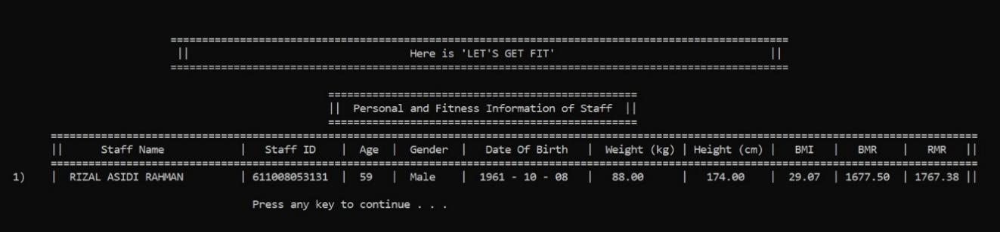 ====================================================================================================
|| Here is 'LET'S GET FIT' ||
====================================================================================================
==================================================
|| Personal and Fitness Information of Staff ||
==================================================
======================================================================================================================================================
|| Staff Name | Staff ID | Age | Gender | Date Of Birth | Weight (kg) | Height (cm) | BMI | BMR | RMR ||
======================================================================================================================================================
1) | RIZAL ASIDI RAHMAN | 611008053131 | 59 | Male | 1961 - 10 - 08 | 88.00 | 174.00 | 29.07 | 1677.50 | 1767.38 ||
Press any key to continue . . .